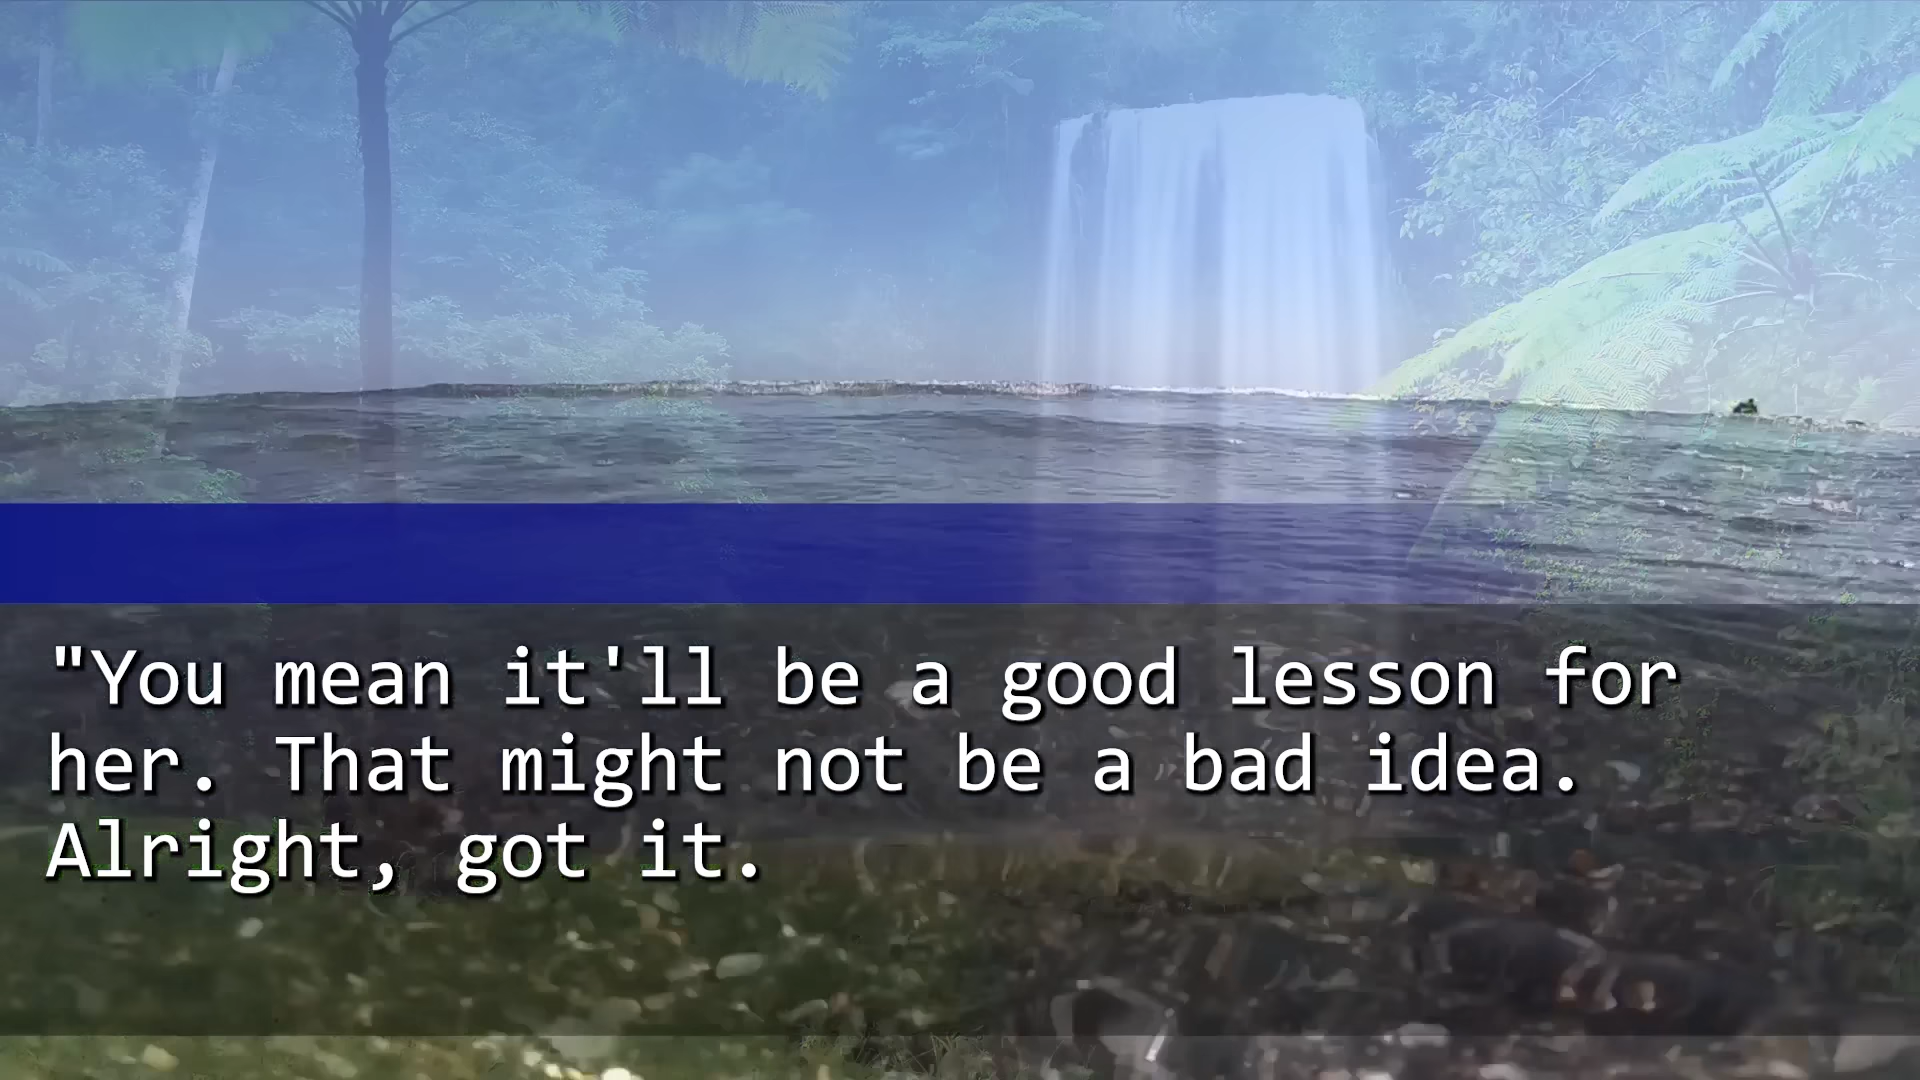 "You mean it'll be a good lesson for
her. That might not be a bad idea.
Alright, got it.